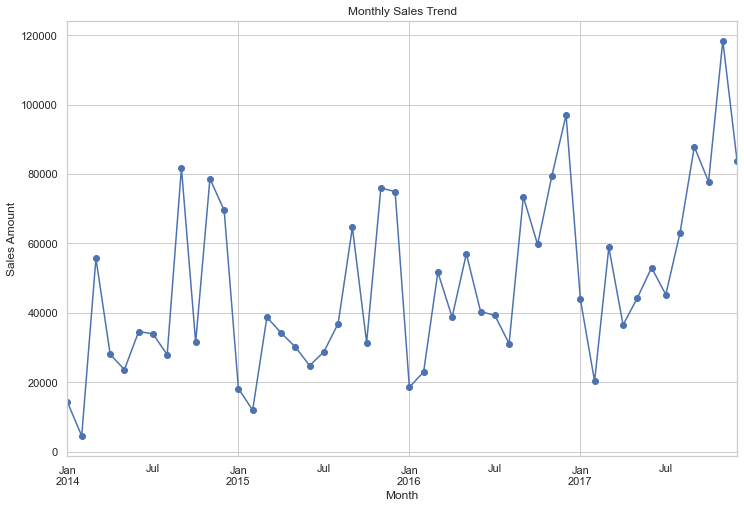 Monthly Sales Trend
120000
100000
80000
60000
40000
20000
0
Sales Amount
Jan Jul Jan Jul Jan Jul Jan Jul
2014 2015 2016 2017
Month